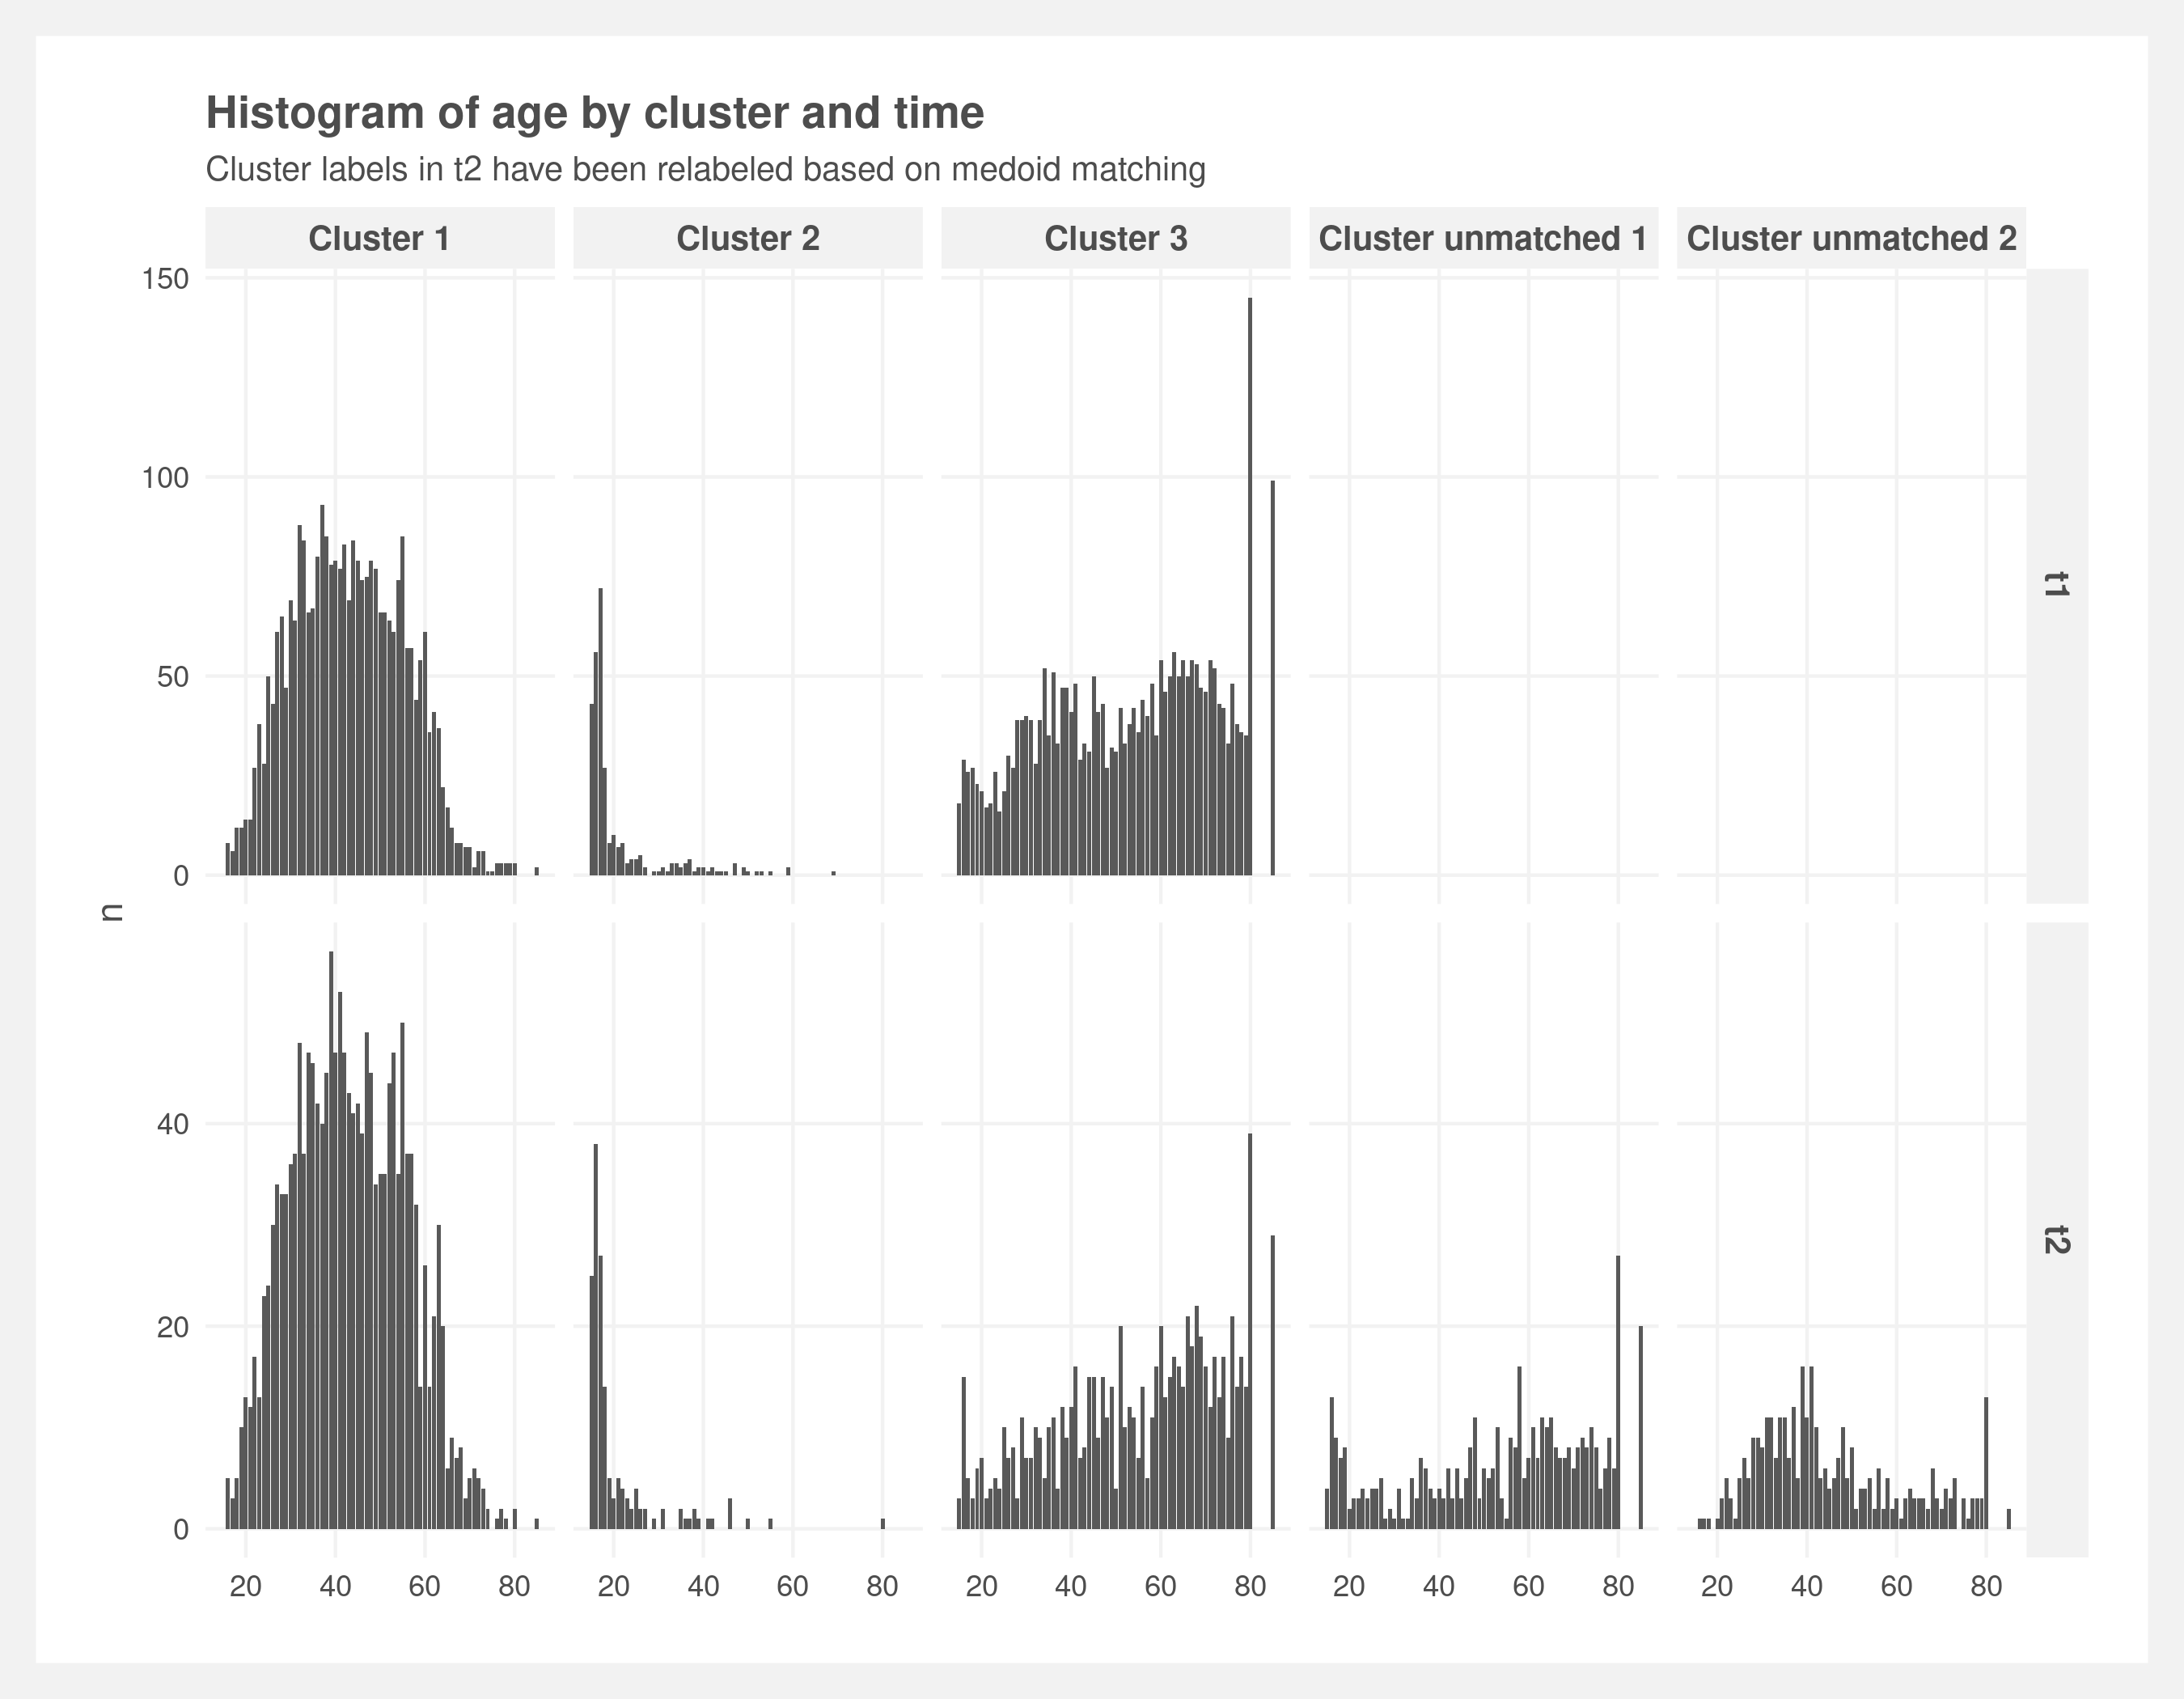 Histogram of age by cluster and time
Cluster labels in t2 have been relabeled based on medoid matching
Cluster 1 Cluster 2 Cluster 3 Cluster unmatched 1 Cluster unmatched 2
150
100
50
0
t1
n
40
20
0
t2
20 40 60 80 20 40 60 80 20 40 60 80 20 40 60 80 20 40 60 80